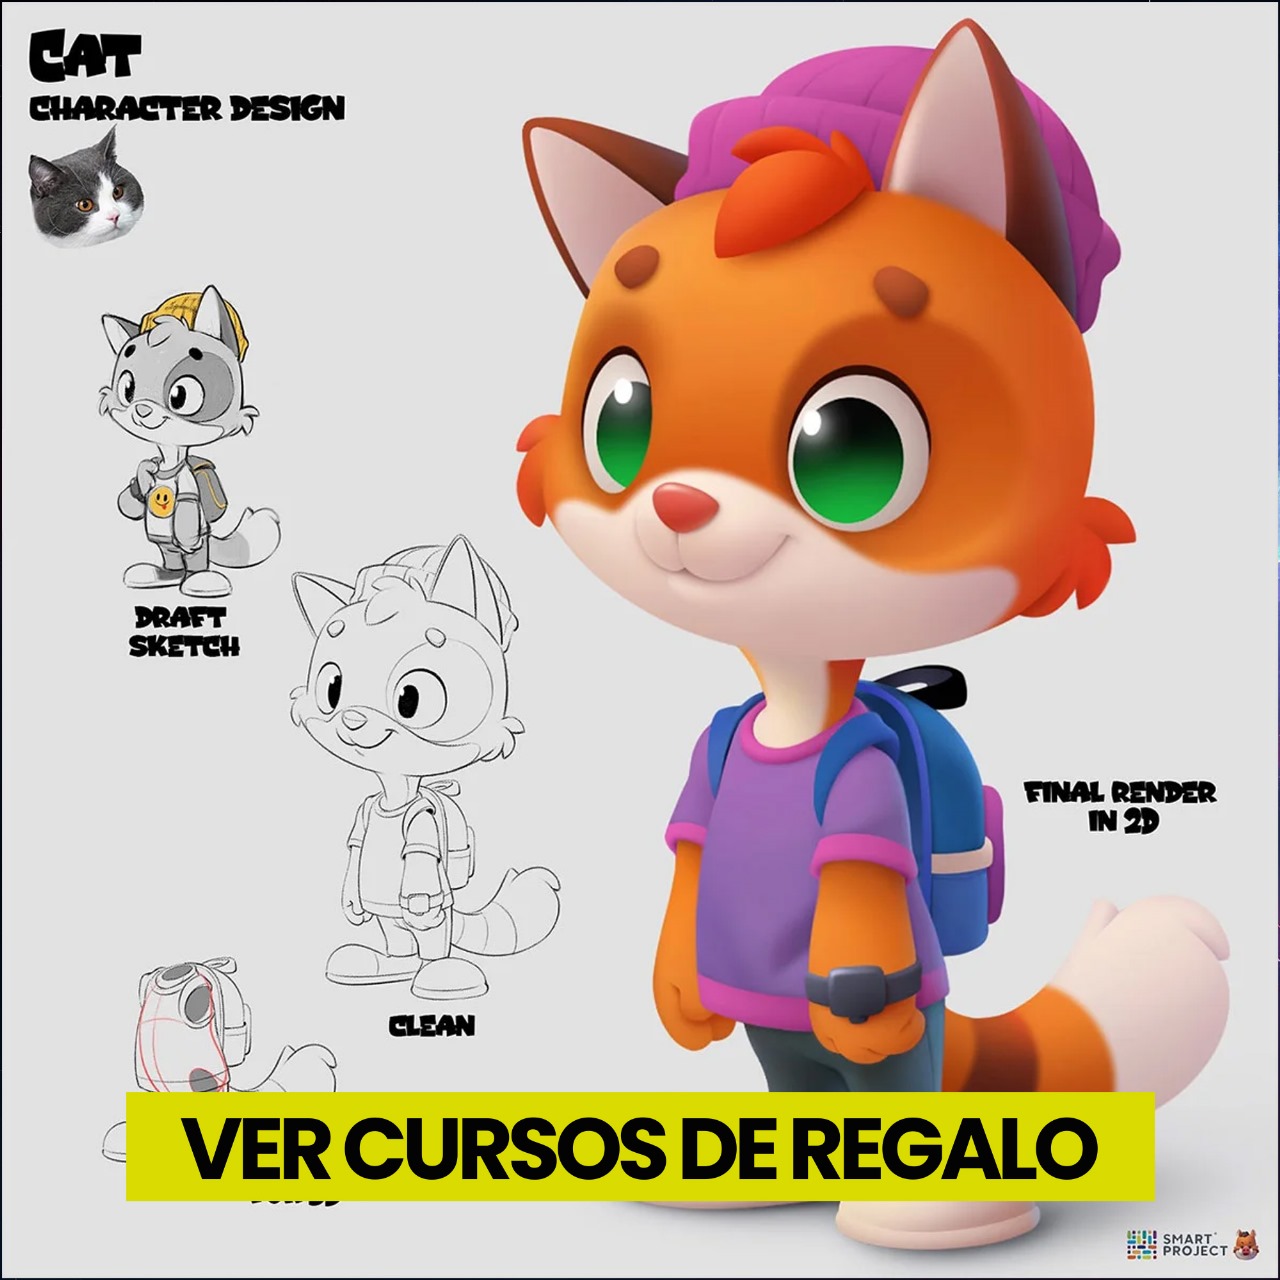 CAT
CHARACTER DESIGN
DRAFT
SKETCH
CLEAN
FINAL RENDER
IN 2D
VER CURSOS DE REGALO
SMART
PROJECT